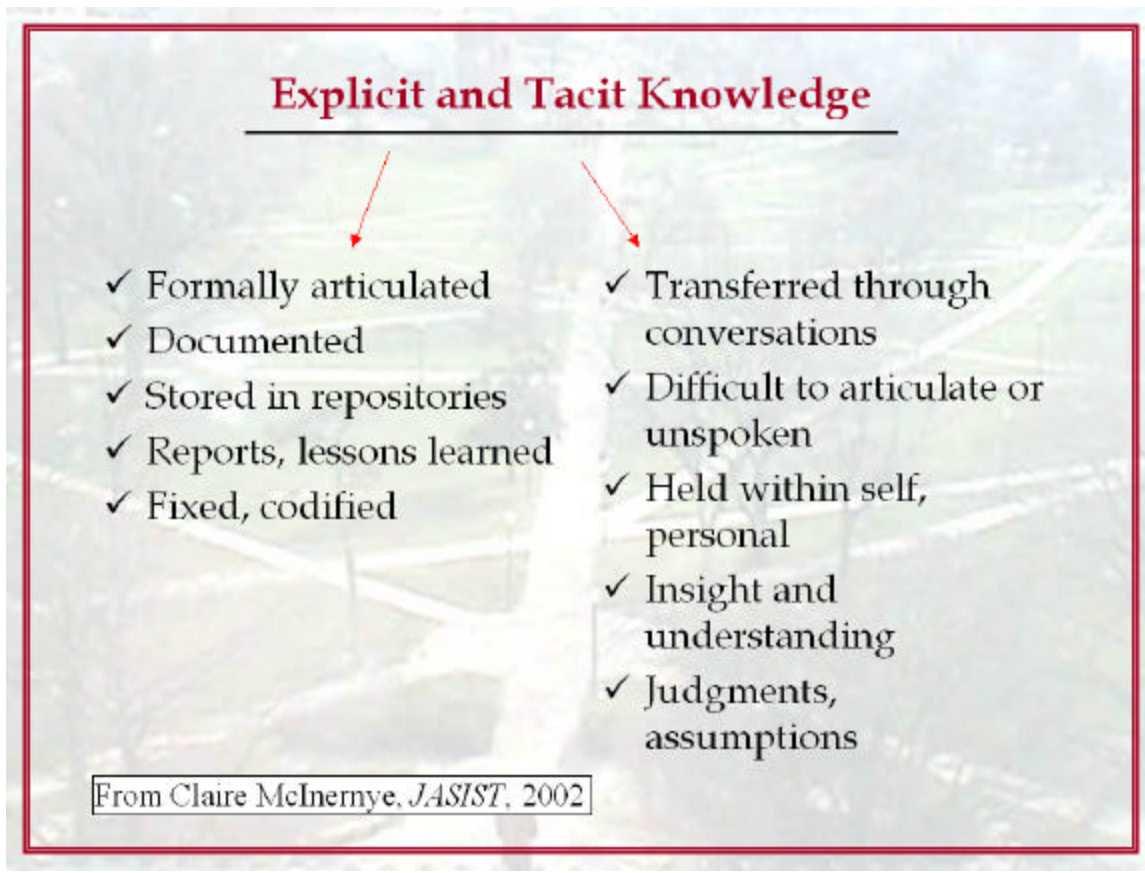 Explicit and Tacit Knowledge
✓ Formally articulated
✓ Documented
✓ Stored in repositories
✓ Reports, lessons learned
✓ Fixed, codified
✓ Transferred through
conversations
✓ Difficult to articulate or
unspoken
✓ Held within self,
personal
✓ Insight and
understanding
✓ Judgments,
assumptions
From Claire McInernye, JASIST, 2002